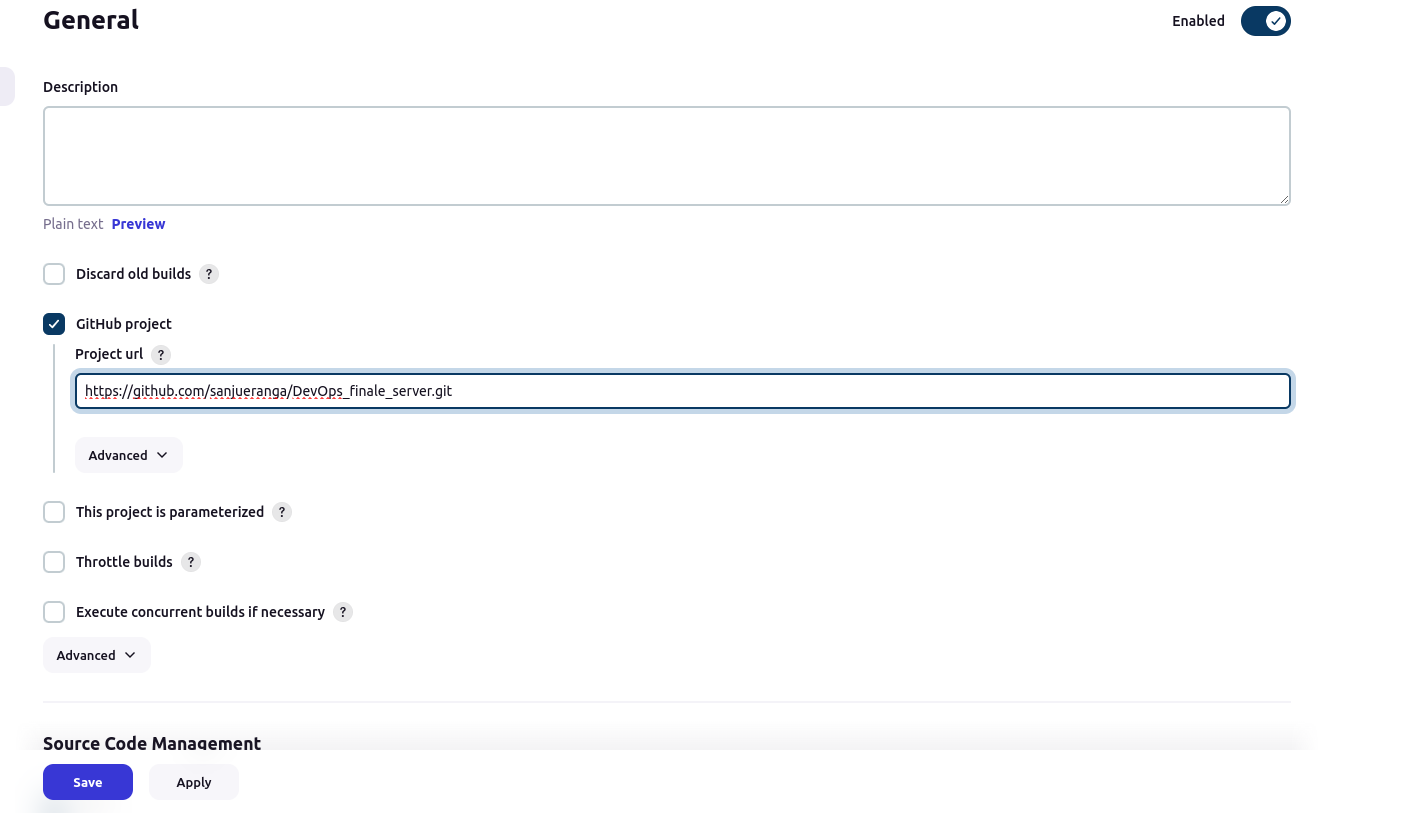 General
Enabled
Description
Plain text Preview
Discard old builds ?
GitHub project
Project url ?
https://github.com/sanjueranga/DevOps_finale_server.git
Advanced
This project is parameterized ?
Throttle builds ?
Execute concurrent builds if necessary ?
Advanced
Source Code Management
Save Apply